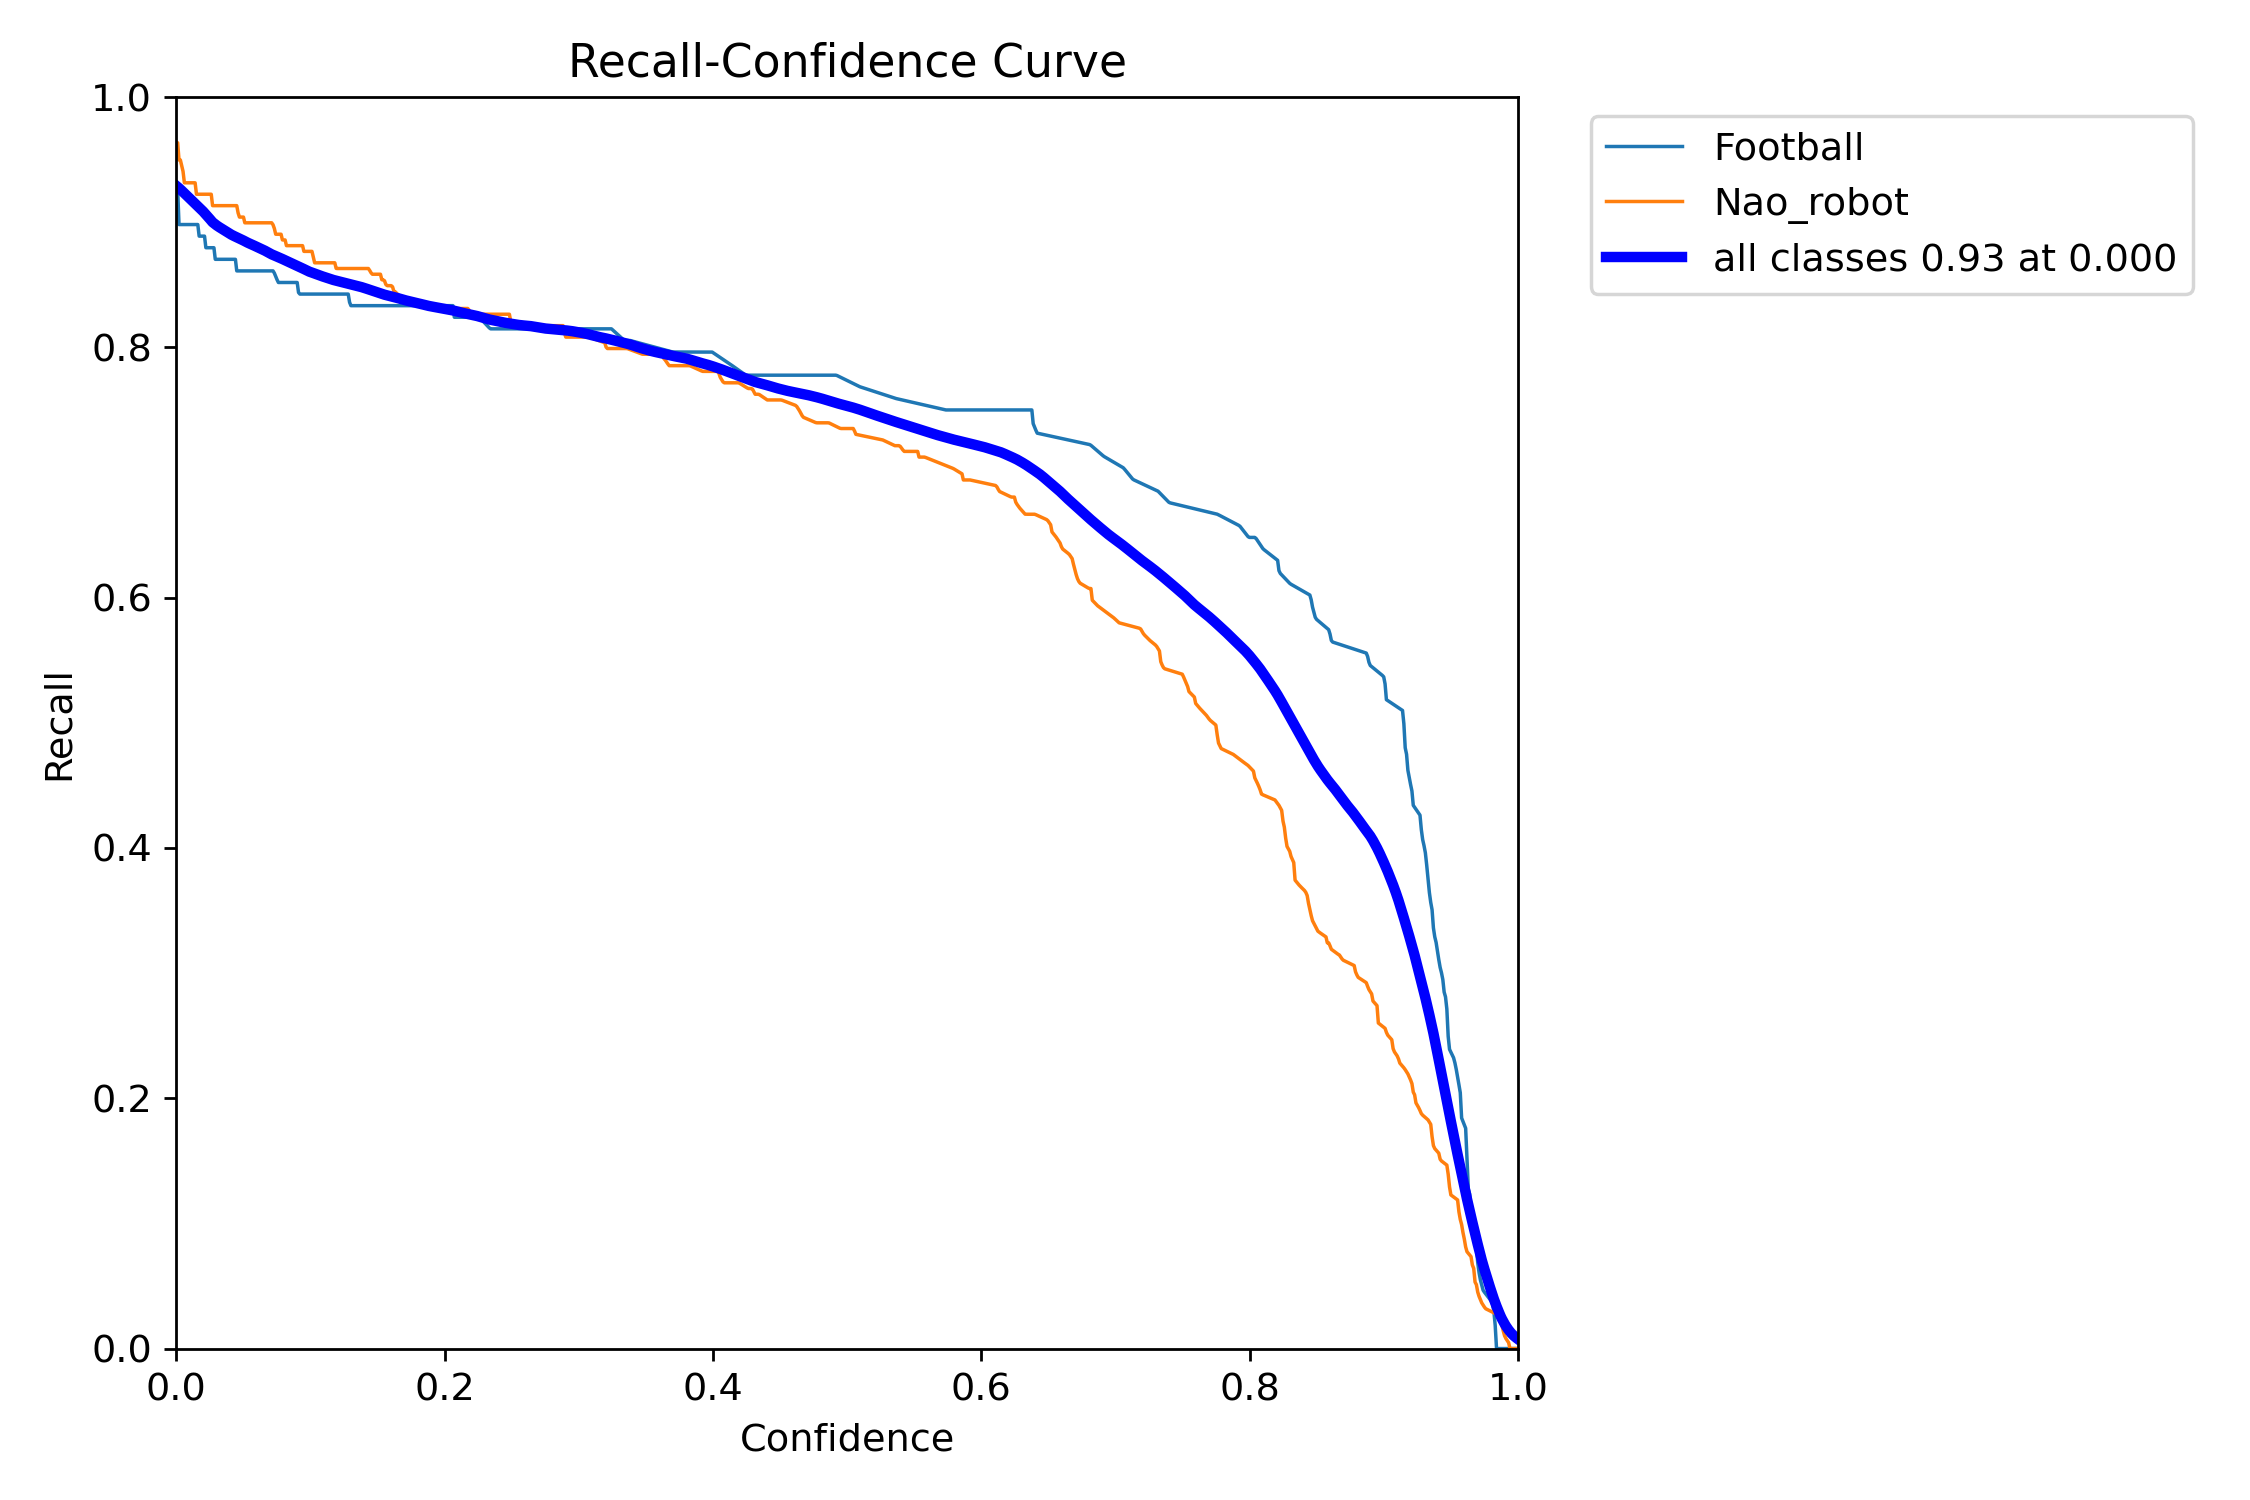 Recall-Confidence Curve
1.0
0.8
0.6
0.4
0.2
0.0
Recall
0.0 0.2 0.4 0.6 0.8 1.0
Confidence
Football
Nao_robot
all classes 0.93 at 0.000